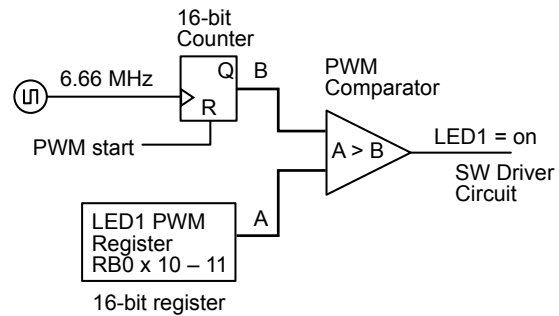 16-bit
Counter
6.66 MHz
Q
B
R
PWM start
PWM
Comparator
A > B
LED1 = on
SW Driver
Circuit
LED1 PWM
Register
RB0 x 10 – 11
A
16-bit register